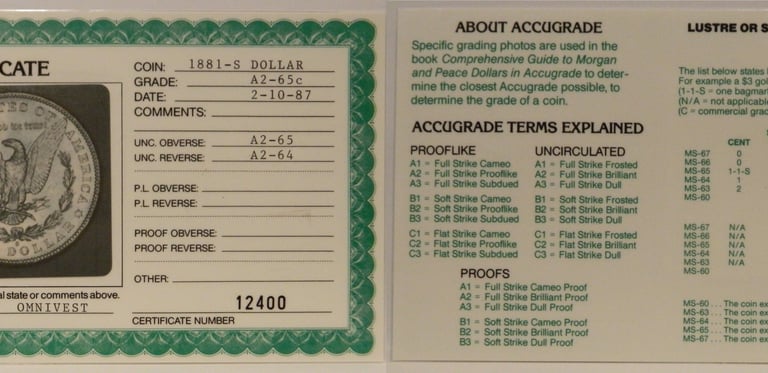 CATE
COIN: 1881-S DOLLAR
GRADE: A2-65c
DATE: 2-10-87
COMMENTS:
UNC. OBVERSE: A2-65
UNC. REVERSE: A2-64
P.L OBVERSE:
P.L REVERSE:
PROOF OBVERSE:
PROOF REVERSE:
OTHER:
al state or comments above.
OMNIVEST
12400
CERTIFICATE NUMBER
ABOUT ACCUGRADE
Specific grading photos are used in the
book Comprehensive Guide to Morgan
and Peace Dollars in Accugrade to deter-
mine the closest Accugrade possible, to
determine the grade of a coin.
ACCUGRADE TERMS EXPLAINED
PROOFLIKE
A1 = Full Strike Cameo
A2 = Full Strike Prooflike
A3 = Full Strike Subdued
B1 = Soft Strike Cameo
B2 = Soft Strike Prooflike
B3 = Soft Strike Subdued
C1 = Flat Strike Cameo
C2 = Flat Strike Prooflike
C3 = Flat Strike Subdued
UNCIRCULATED
A1 = Full Strike Frosted
A2 = Full Strike Brilliant
A3 = Full Strike Dull
B1 = Soft Strike Frosted
B2 = Soft Strike Brilliant
B3 = Soft Strike Dull
C1 = Flat Strike Frosted
C2 = Flat Strike Brilliant
C3 = Flat Strike Dull
PROOFS
A1 = Full Strike Cameo Proof
A2 = Full Strike Brilliant Proof
A3 = Full Strike Dull Proof
B1 = Soft Strike Cameo Proof
B2 = Soft Strike Brilliant Proof
B3 = Soft Strike Dull Proof
LUSTRE OR S
The list below states
For example a $3 gol
(1-1-S = one bagmar
(N/A = not applicable
(C = commercial grad
CENT
MS-67 0
MS-66 0
MS-65 1-1-S
MS-64 1
MS-63 2
MS-60
MS-67 N/A
MS-66 N/A
MS-65 N/A
MS-64 N/A
MS-63 N/A
MS-60
MS-60 . . . The coin ex
MS-63 . . . The coin ex
MS-64 . . . The coin ex
MS-65 . . . The coin ex
MS-67 . . . The coin ex